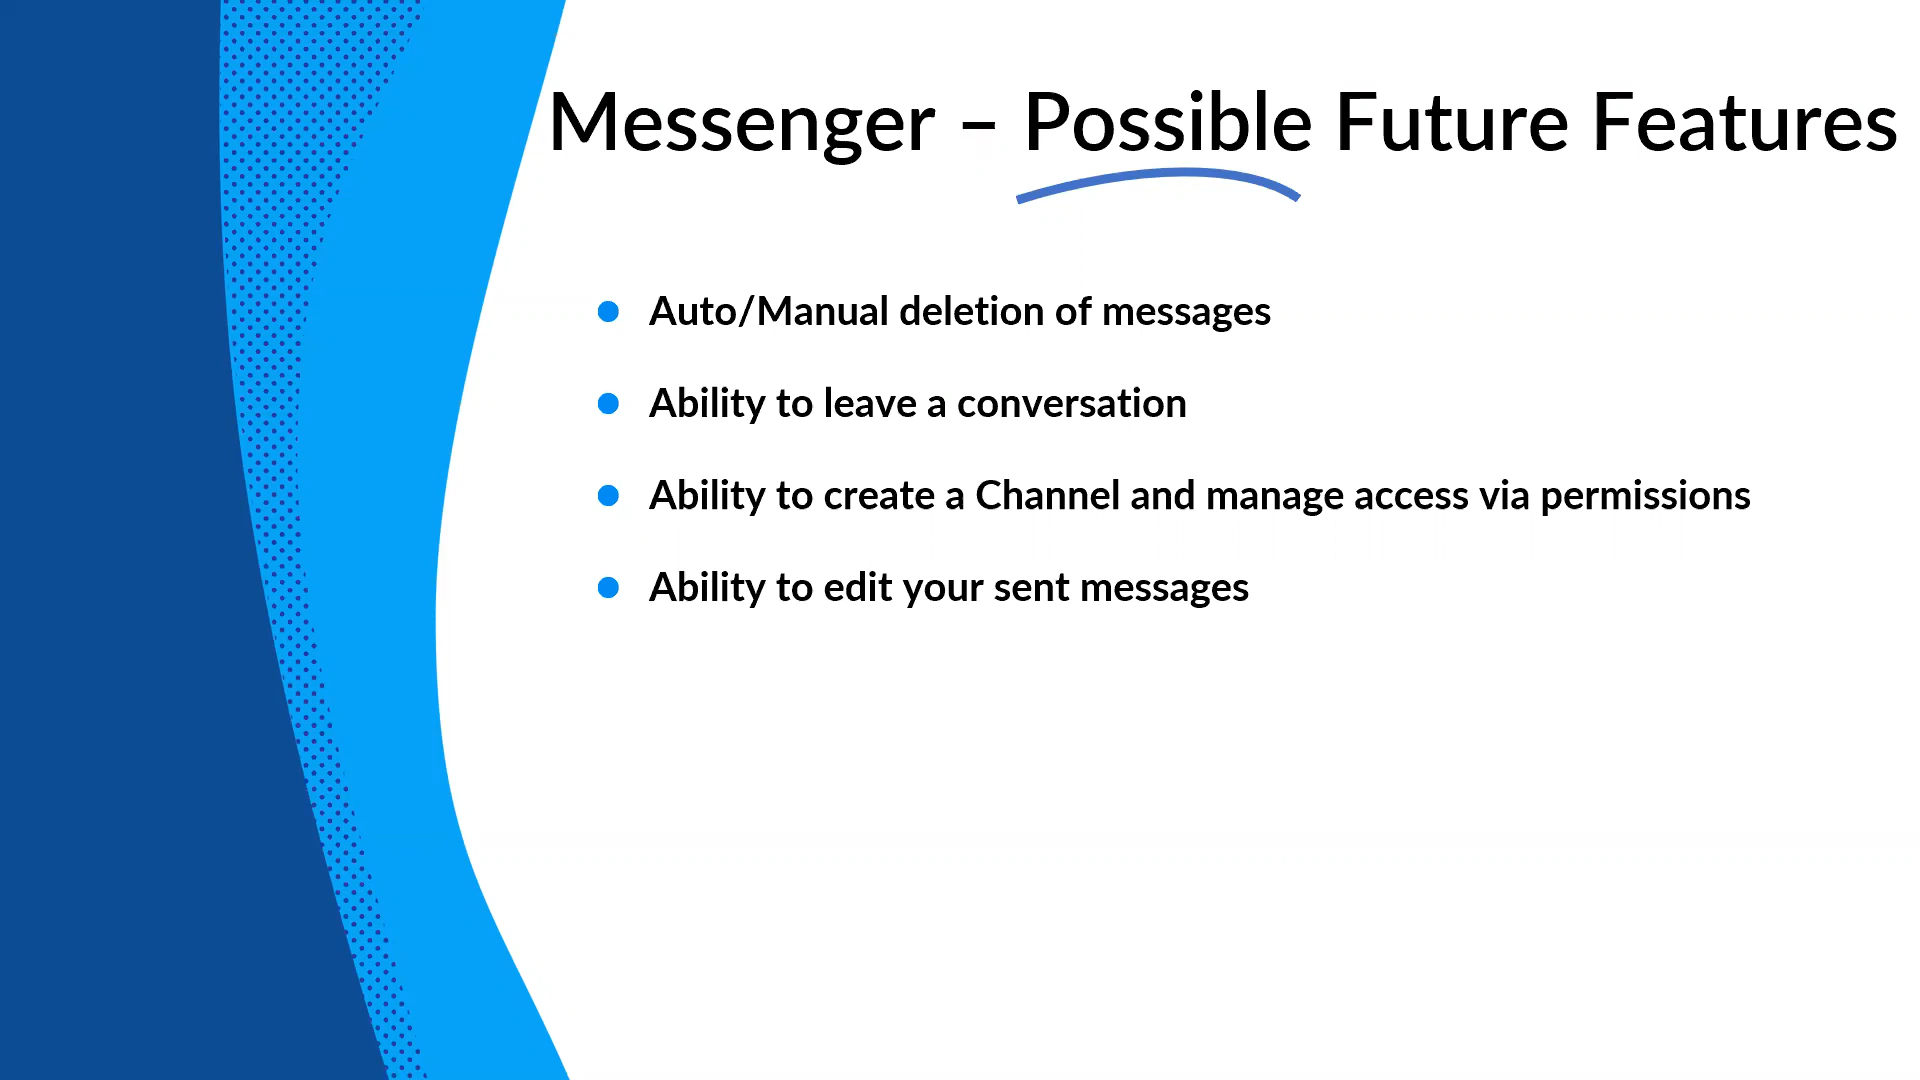 Messenger – Possible Future Features
Auto/Manual deletion of messages
Ability to leave a conversation
Ability to create a Channel and manage access via permissions
Ability to edit your sent messages